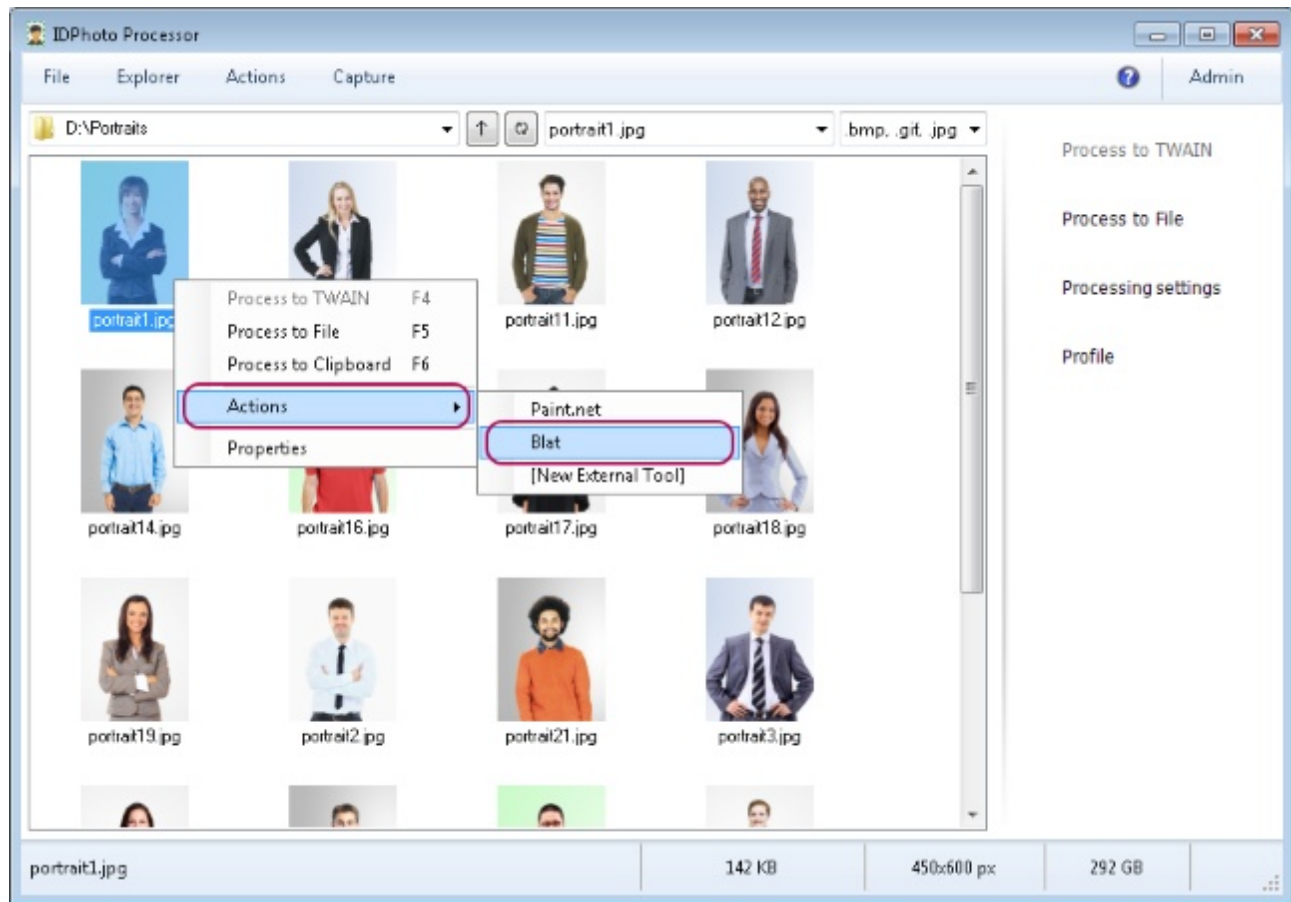 IDPhoto Processor
File Explorer Actions Capture Admin
D:\Portraits portrait1.jpg .bmp, .gif, .jpg
Process to TWAIN
Process to File
Processing settings
Profile
portrait1.jpg
portrait11.jpg
portrait12.jpg
Process to TWAIN F4
Process to File F5
Process to Clipboard F6
Actions
Properties
Paint.net
Blat
[New External Tool]
portrait14.jpg
portrait16.jpg
portrait17.jpg
portrait18.jpg
portrait19.jpg
portrait2.jpg
portrait21.jpg
portrait3.jpg
portrait1.jpg 142 KB 450x600 px 292 GB